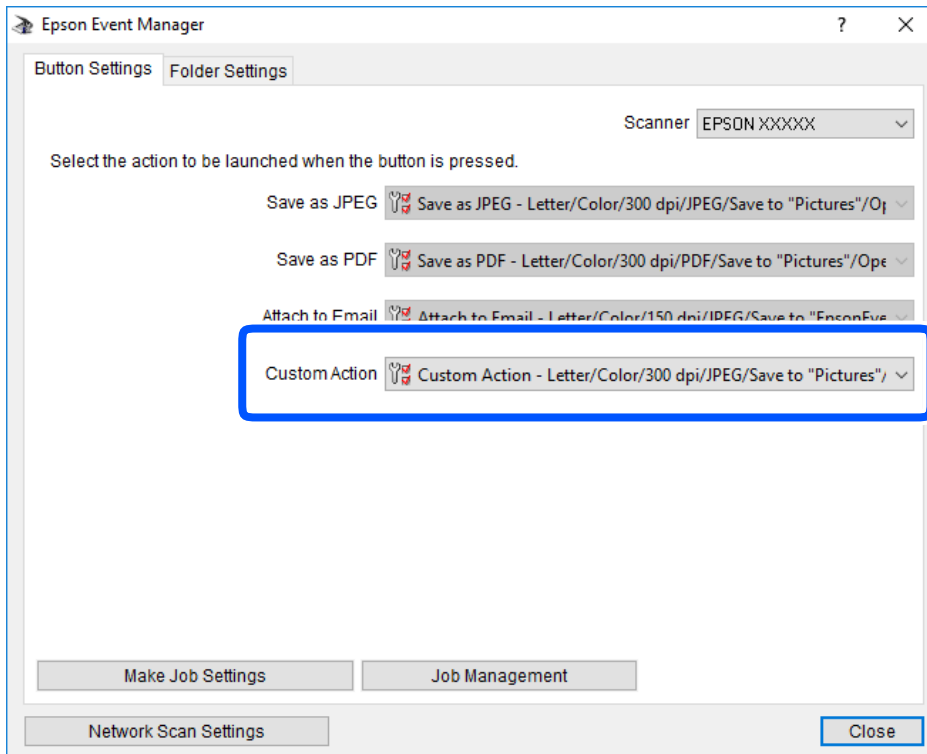 Epson Event Manager
Button Settings
Folder Settings
Scanner EPSON XXXXX
Select the action to be launched when the button is pressed.
Save as JPEG Save as JPEG - Letter/Color/300 dpi/JPEG/Save to "Pictures"/Op
Save as PDF Save as PDF - Letter/Color/300 dpi/PDF/Save to "Pictures"/Ope
Attach to Email Attach to Email - Letter/Color/150 dpi/JPEG/Save to "EpsonEve
Custom Action Custom Action - Letter/Color/300 dpi/JPEG/Save to "Pictures"/
Make Job Settings
Job Management
Network Scan Settings
Close